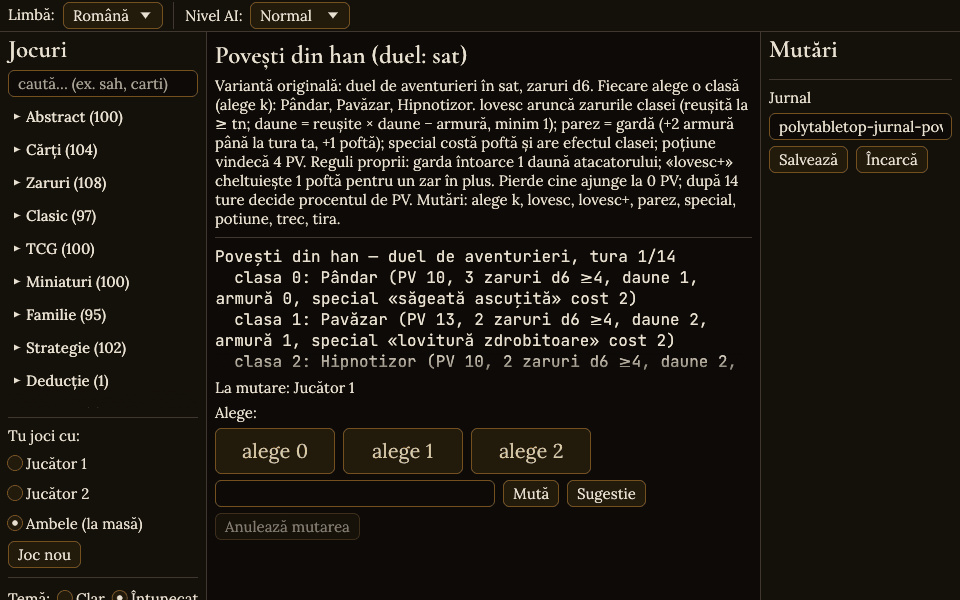 Limbă: Română ▼ Nivel AI: Normal ▼
Jocuri
caută... (ex. sah, carti)
▸ Abstract (100)
▸ Cărți (104)
▸ Zaruri (108)
▸ Clasic (97)
▸ TCG (100)
▸ Miniaturi (100)
▸ Familie (95)
▸ Strategie (102)
▸ Deducție (1)
Tu joci cu:
Jucător 1
Jucător 2
Ambele (la masă)
Joc nou
Temă: Clar Întunecat
Povești din han (duel: sat)
Variantă originală: duel de aventurieri în sat, zaruri d6. Fiecare alege o clasă
(alege k): Pândar, Pavăzar, Hipnotizor. lovesc aruncă zarurile clasei (reușită la
≥ tn; daune = reușite × daune − armură, minim 1); parez = gardă (+2 armură
până la tura ta, +1 poftă); special costă poftă și are efectul clasei; poțiune
vindecă 4 PV. Reguli proprii: garda întoarce 1 daună atacatorului; «lovesc+»
cheltuiește 1 poftă pentru un zar în plus. Pierde cine ajunge la 0 PV; după 14
ture decide procentul de PV. Mutări: alege k, lovesc, lovesc+, parez, special,
potiune, trec, tira.
Povești din han — duel de aventurieri, tura 1/14
clasa 0: Pândar (PV 10, 3 zaruri d6 ≥4, daune 1,
armură 0, special «săgeată ascuțită» cost 2)
clasa 1: Pavăzar (PV 13, 2 zaruri d6 ≥4, daune 2,
armură 1, special «lovitură zdrobitoare» cost 2)
clasa 2: Hipnotizor (PV 10, 2 zaruri d6 ≥4, daune 2,
La mutare: Jucător 1
Alege:
alege 0 alege 1 alege 2
Mută Sugestie
Anulează mutarea
Mutări
Jurnal
polytabletop-jurnal-pov
Salvează Încarcă